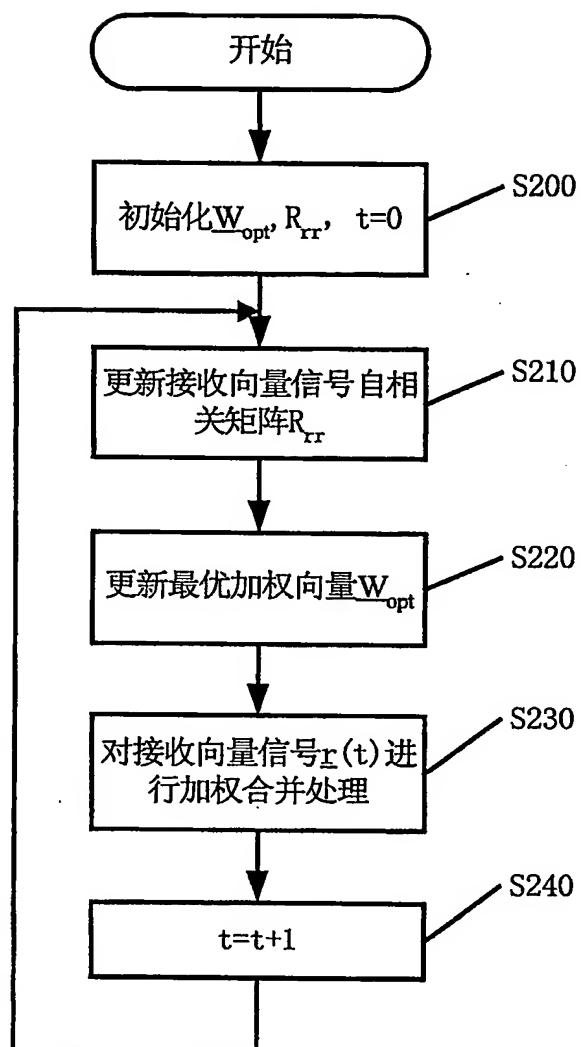 开始
初始化W_opt, R_rr, t=0
S200
更新接收向量信号自相
关矩阵R_rr
S210
更新最优加权向量W_opt
S220
对接收向量信号r(t)进
行加权合并处理
S230
t=t+1
S240